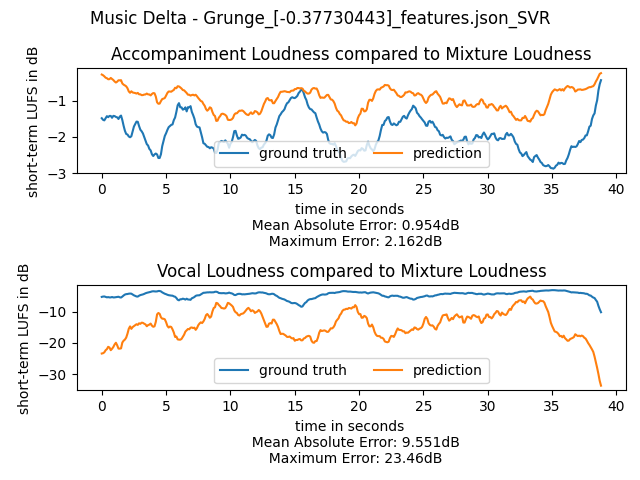 Music Delta - Grunge_[-0.37730443]_features.json_SVR
Accompaniment Loudness compared to Mixture Loudness
short-term LUFS in dB
−1
−2
−3
ground truth prediction
0 5 10 15 20 25 30 35 40
time in seconds
Mean Absolute Error: 0.954dB
Maximum Error: 2.162dB
Vocal Loudness compared to Mixture Loudness
short-term LUFS in dB
−10
−20
−30
ground truth prediction
0 5 10 15 20 25 30 35 40
time in seconds
Mean Absolute Error: 9.551dB
Maximum Error: 23.46dB